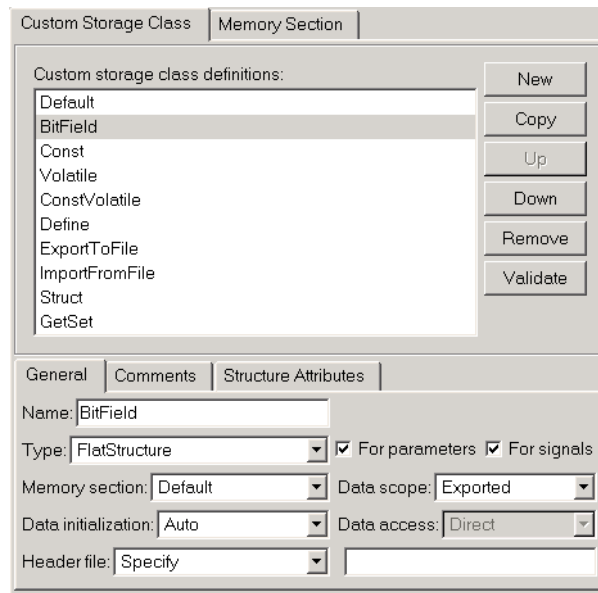 Custom Storage Class Memory Section
Custom storage class definitions:
Default
BitField
Const
Volatile
ConstVolatile
Define
ExportToFile
ImportFromFile
Struct
GetSet
New
Copy
Up
Down
Remove
Validate
General Comments Structure Attributes
Name: BitField
Type: FlatStructure For parameters For signals
Memory section: Default Data scope: Exported
Data initialization: Auto Data access: Direct
Header file: Specify